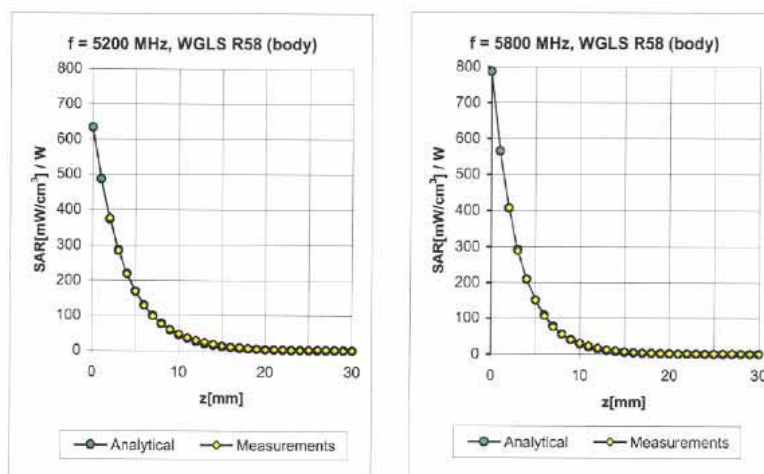 f = 5200 MHz, WGLS R58 (body)
SAR[mW/cm³] / W
800
700
600
500
400
300
200
100
0
0 10 20 30
z[mm]
Analytical Measurements
f = 5800 MHz, WGLS R58 (body)
SAR[mW/cm³] / W
800
700
600
500
400
300
200
100
0
0 10 20 30
z[mm]
Analytical Measurements